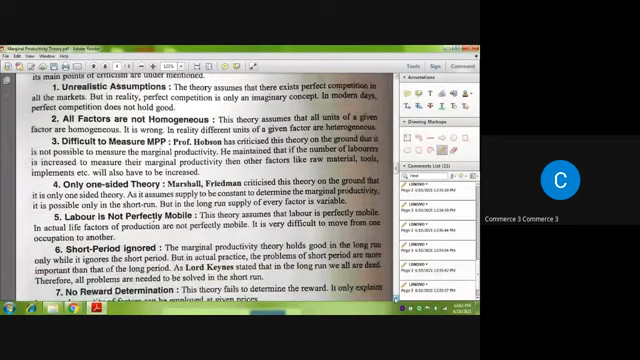 Marginal Productivity Theory.pdf - Adobe Reader
File Edit View Window Help
122%
Tools Sign Comment
its main points of criticism are under mentioned.
1. Unrealistic Assumptions : The theory assumes that there exists perfect competition in
all the markets. But in reality, perfect competition is only an imaginary concept. In modern days,
perfect competition does not hold good.
2. All Factors are not Homogeneous : This theory assumes that all units of a given
factor are homogeneous. It is wrong. In reality different units of a given factor are heterogeneous.
3. Difficult to Measure MPP : Prof. Hobson has criticised this theory on the ground that it
is not possible to measure the marginal productivity. He maintained that if the number of labourers
is increased to measure their marginal productivity then other factors like raw material, tools,
implements etc. will also have to be increased.
4. Only one-sided Theory : Marshall, Friedman criticised this theory on the ground that
it is only one sided theory. As it assumes supply to be constant to determine the marginal productivity,
it is possible only in the short-run. But in the long run supply of every factor is variable.
5. Labour is Not Perfectly Mobile : This theory assumes that labour is perfectly mobile.
In actual life factors of production are not perfectly mobile. It is very difficult to move from one
occupation to another.
6. Short-Period ignored : The marginal productivity theory holds good in the long run
only while it ignores the short period. But in actual practice, the problems of short period are more
important than that of the long period. As Lord Keynes stated that in the long run we all are dead.
Therefore, all problems are needed to be solved in the short run.
7. No Reward Determination : This theory fails to determine the reward. It only explain
of factors can be employed at given prices
Annotations
Drawing Markups
Comments List (21)
LENOVO
LENOVO
LENOVO
LENOVO
LENOVO
C
Commerce 3 Commerce 3